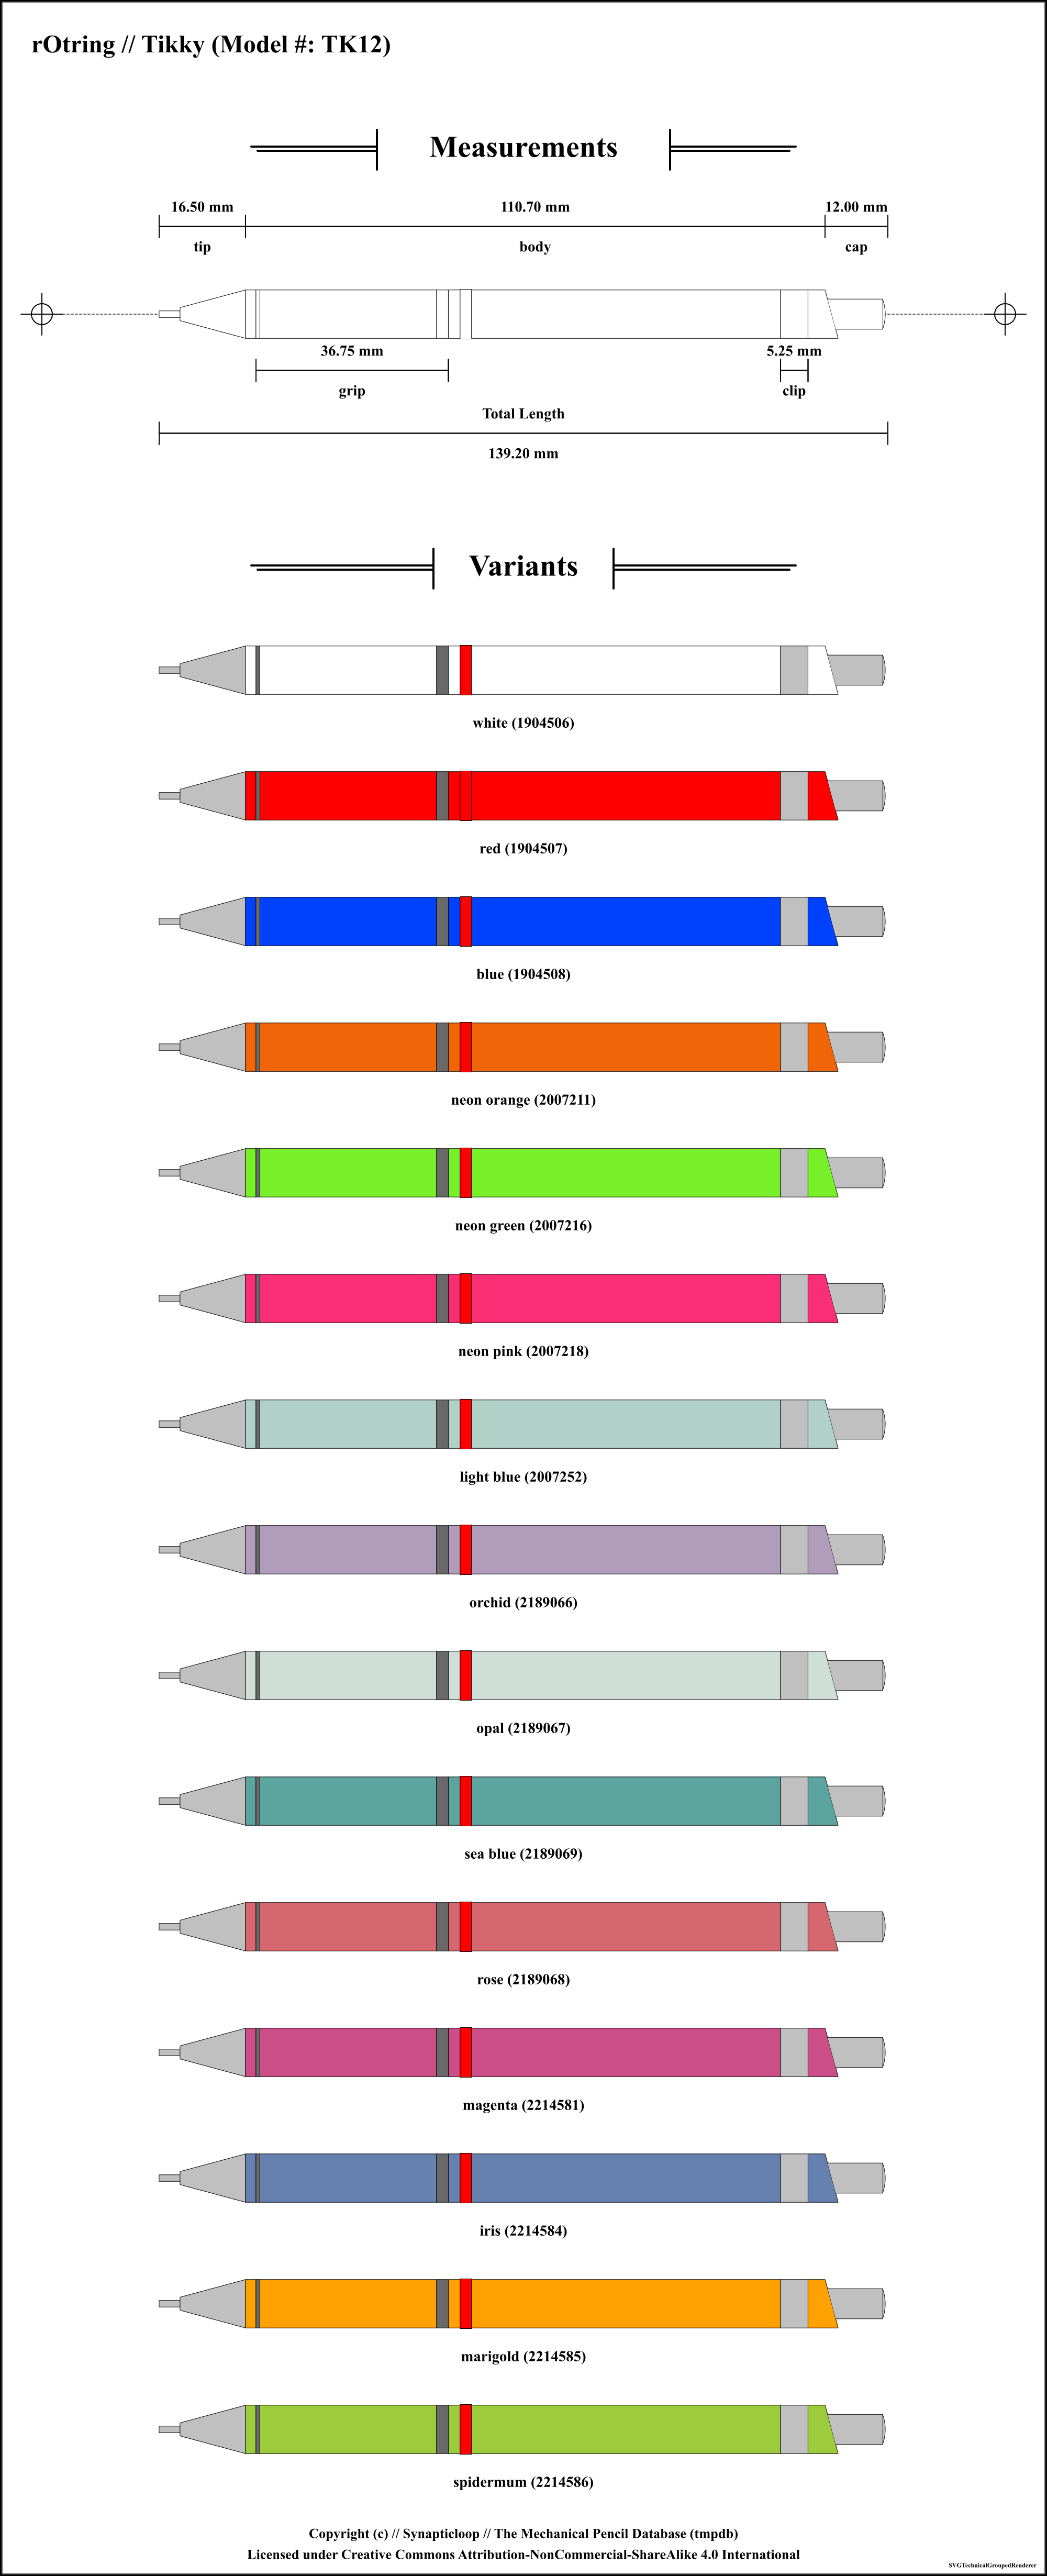 rOtring // Tikky (Model #: TK12)
Measurements
16.50 mm 110.70 mm 12.00 mm
tip body cap
36.75 mm 5.25 mm
grip clip
Total Length
139.20 mm
Variants
white (1904506)
red (1904507)
blue (1904508)
neon orange (2007211)
neon green (2007216)
neon pink (2007218)
light blue (2007252)
orchid (2189066)
opal (2189067)
sea blue (2189069)
rose (2189068)
magenta (2214581)
iris (2214584)
marigold (2214585)
spidermum (2214586)
Copyright (c) // Synapticloop // The Mechanical Pencil Database (tmpdb)
Licensed under Creative Commons Attribution-NonCommercial-ShareAlike 4.0 International
SVGTechnicalGroupedRenderer